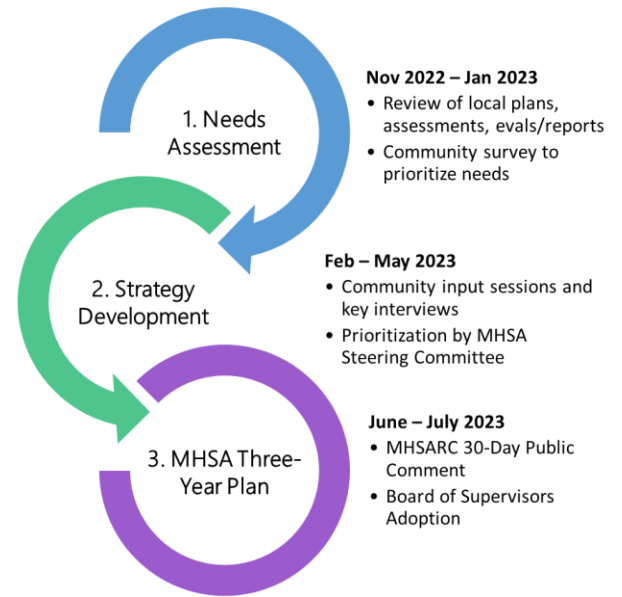 1. Needs
Assessment
Nov 2022 – Jan 2023
• Review of local plans,
assessments, evals/reports
• Community survey to
prioritize needs
2. Strategy
Development
Feb – May 2023
• Community input sessions and
key interviews
• Prioritization by MHSA
Steering Committee
3. MHSA Three-
Year Plan
June – July 2023
• MHSARC 30-Day Public
Comment
• Board of Supervisors
Adoption